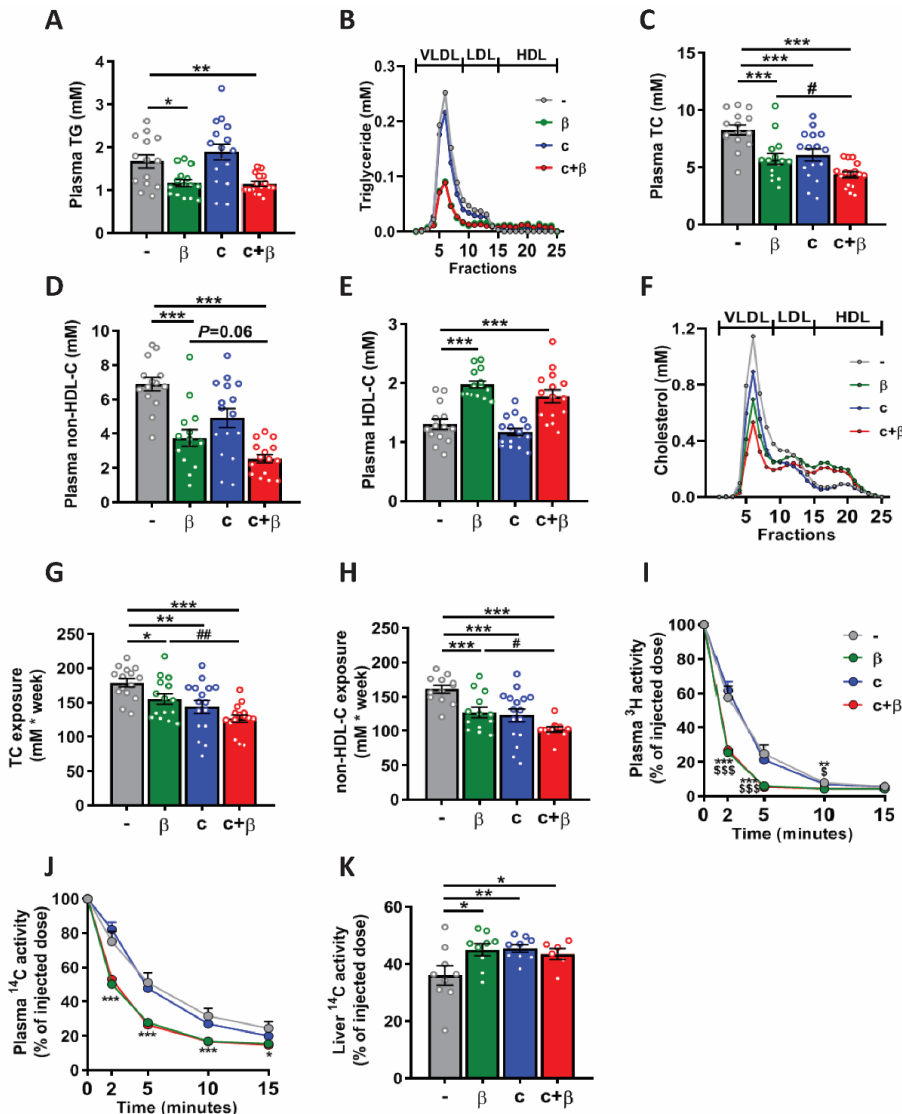 A
Plasma TG (mM)
4
3
2
1
0
**
*
- β c c+β
B
VLDL LDL HDL
Triglyceride (mM)
0.3
0.2
0.1
0.0
-
β
c
c+β
5 10 15 20 25
Fractions
C
Plasma TC (mM)
15
10
5
0
***
***
***
#
- β c c+β
D
Plasma non-HDL-C (mM)
10
8
6
4
2
0
***
***
P=0.06
- β c c+β
E
Plasma HDL-C (mM)
3
2
1
0
***
***
- β c c+β
F
VLDL LDL HDL
Cholesterol (mM)
1.2
0.8
0.4
0.0
-
β
c
c+β
5 10 15 20 25
Fractions
G
TC exposure
(mM * week)
250
200
150
100
50
0
***
**
*
##
- β c c+β
H
non-HDL-C exposure
(mM * week)
250
200
150
100
50
0
***
***
***
#
- β c c+β
I
Plasma ³H activity
(% of injected dose)
100
80
60
40
20
0
-
β
c
c+β
***
$$$
***
$$$
**
$
0 2 5 10 15
Time (minutes)
J
Plasma ¹⁴C activity
(% of injected dose)
100
80
60
40
20
0
***
***
***
*
0 2 5 10 15
Time (minutes)
K
Liver ¹⁴C activity
(% of injected dose)
60
40
20
0
*
**
*
- β c c+β